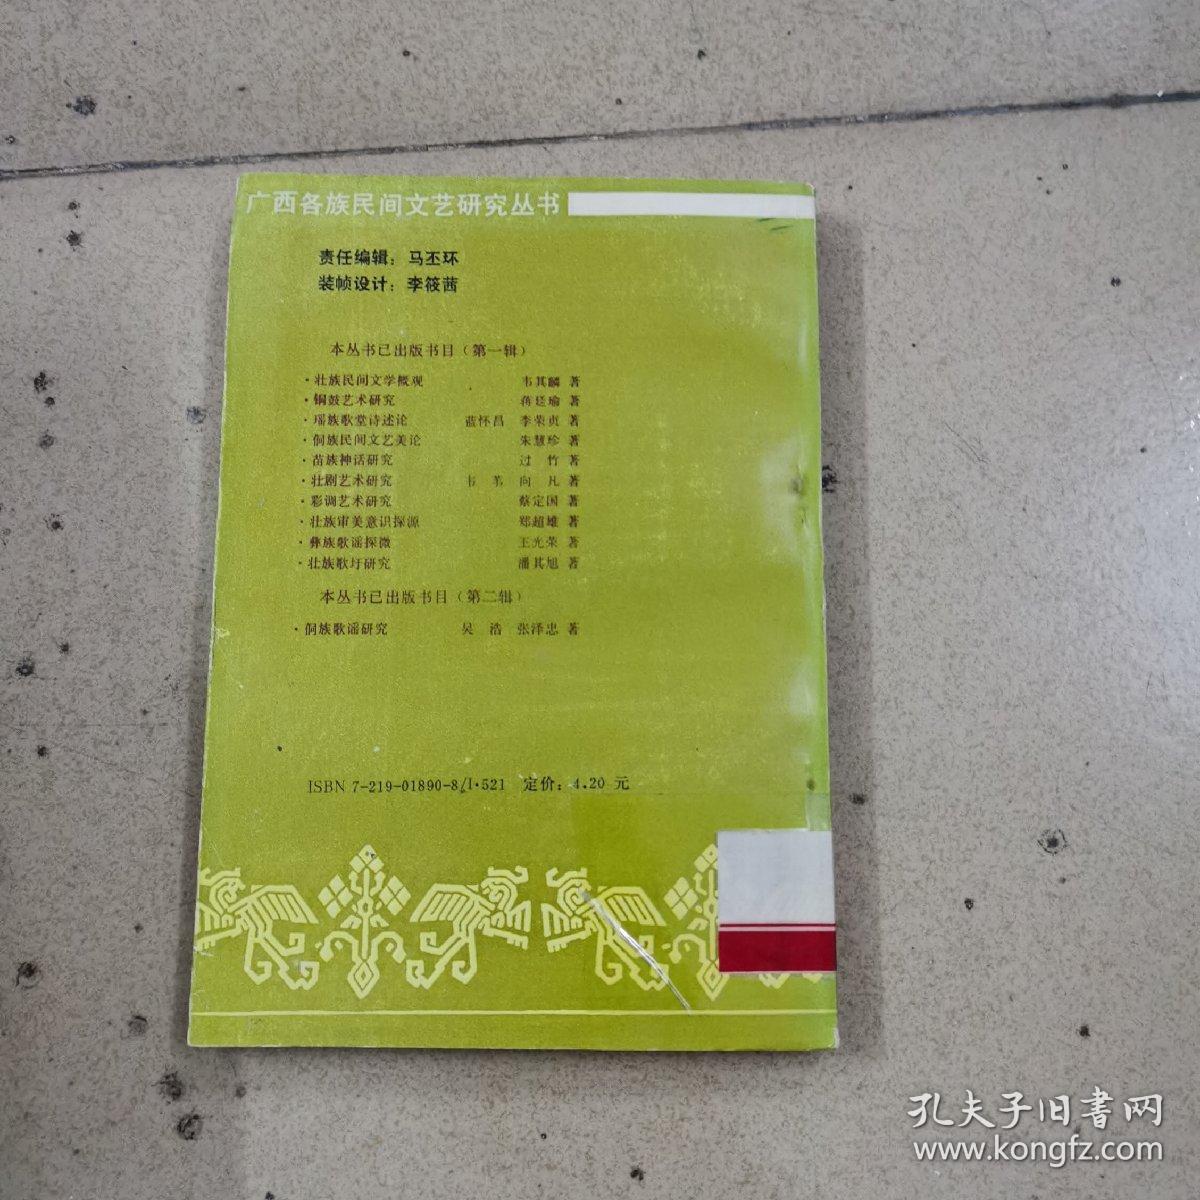 广西各族民间文艺研究丛书
责任编辑：马丕环
装帧设计：李筱茜
本丛书已出版书目（第一辑）
·壮族民间文学概观 韦其麟 著
·铜鼓艺术研究 蒋廷瑜 著
·瑶族歌堂诗述论 蓝怀昌 李荣贞 著
·侗族民间文艺美论 朱慧珍 著
·苗族神话研究 过竹 著
·壮剧艺术研究 韦苇 向凡 著
·彩调艺术研究 蔡定国 著
·壮族审美意识探源 郑超雄 著
·彝族歌谣探微 王光荣 著
·壮族歌圩研究 潘其旭 著
本丛书已出版书目（第二辑）
·侗族歌谣研究 吴浩 张泽忠 著
ISBN 7-219-01890-8/I·521 定价：4.20 元
孔夫子旧书网
www.kongfz.com